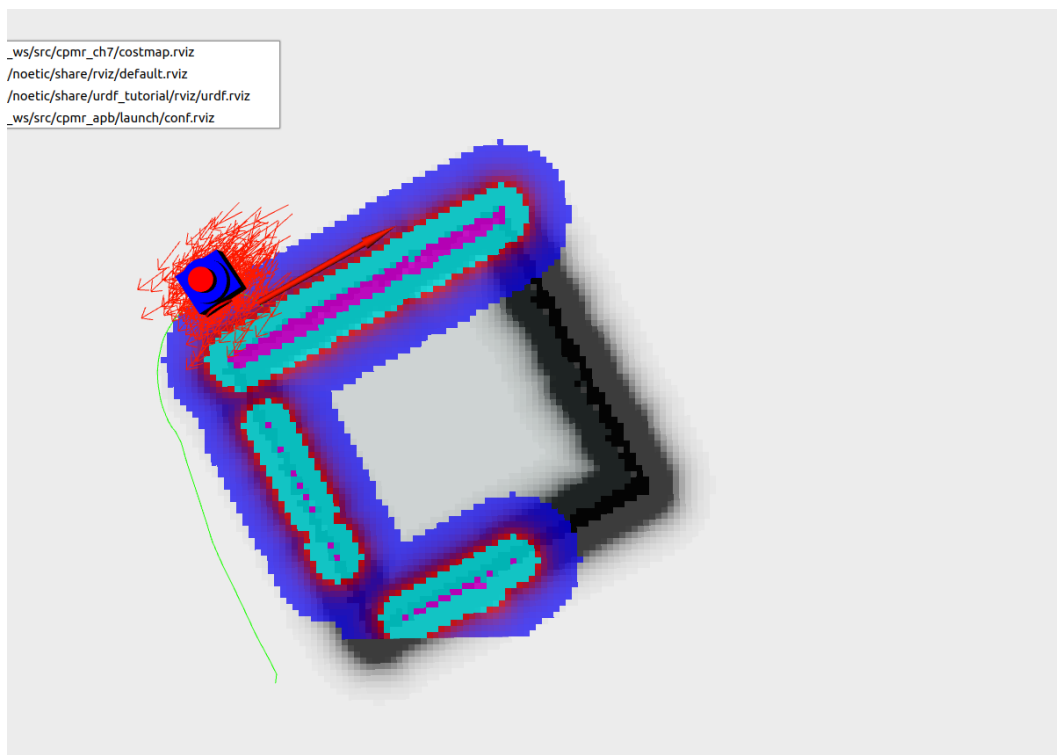 _ws/src/cpmr_ch7/costmap.rviz
/noetic/share/rviz/default.rviz
/noetic/share/urdf_tutorial/rviz/urdf.rviz
_ws/src/cpmr_apb/launch/conf.rviz